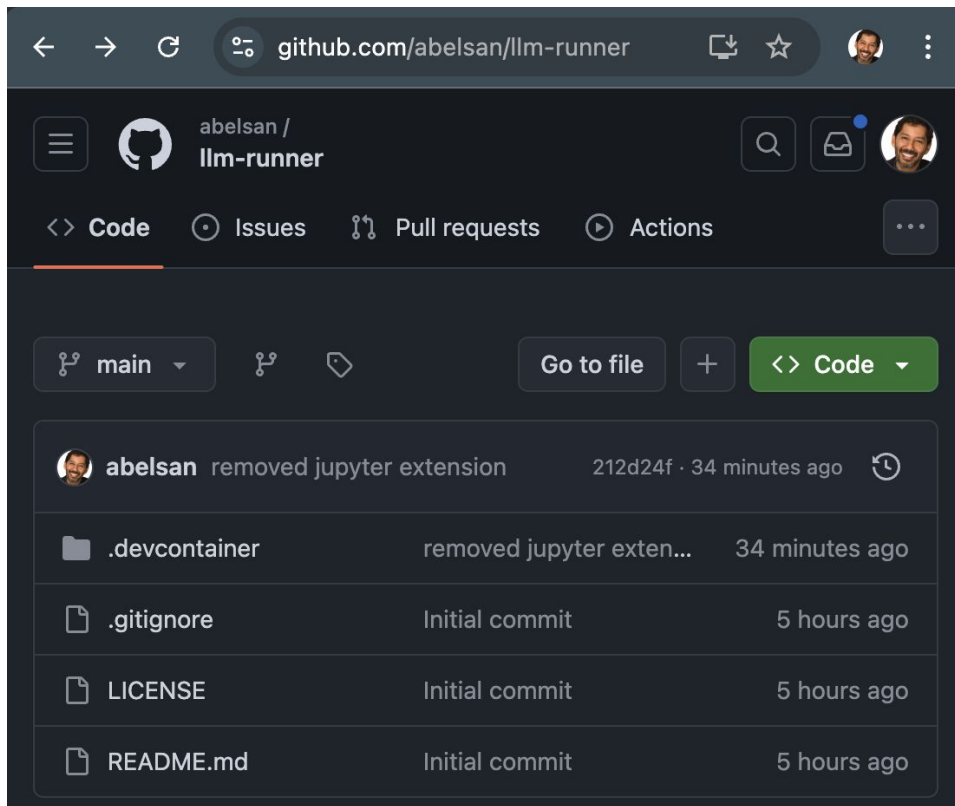 github.com/abelsan/llm-runner
abelsan /
llm-runner
Code Issues Pull requests Actions
main Go to file Code
abelsan removed jupyter extension 212d24f · 34 minutes ago
.devcontainer removed jupyter exten... 34 minutes ago
.gitignore Initial commit 5 hours ago
LICENSE Initial commit 5 hours ago
README.md Initial commit 5 hours ago